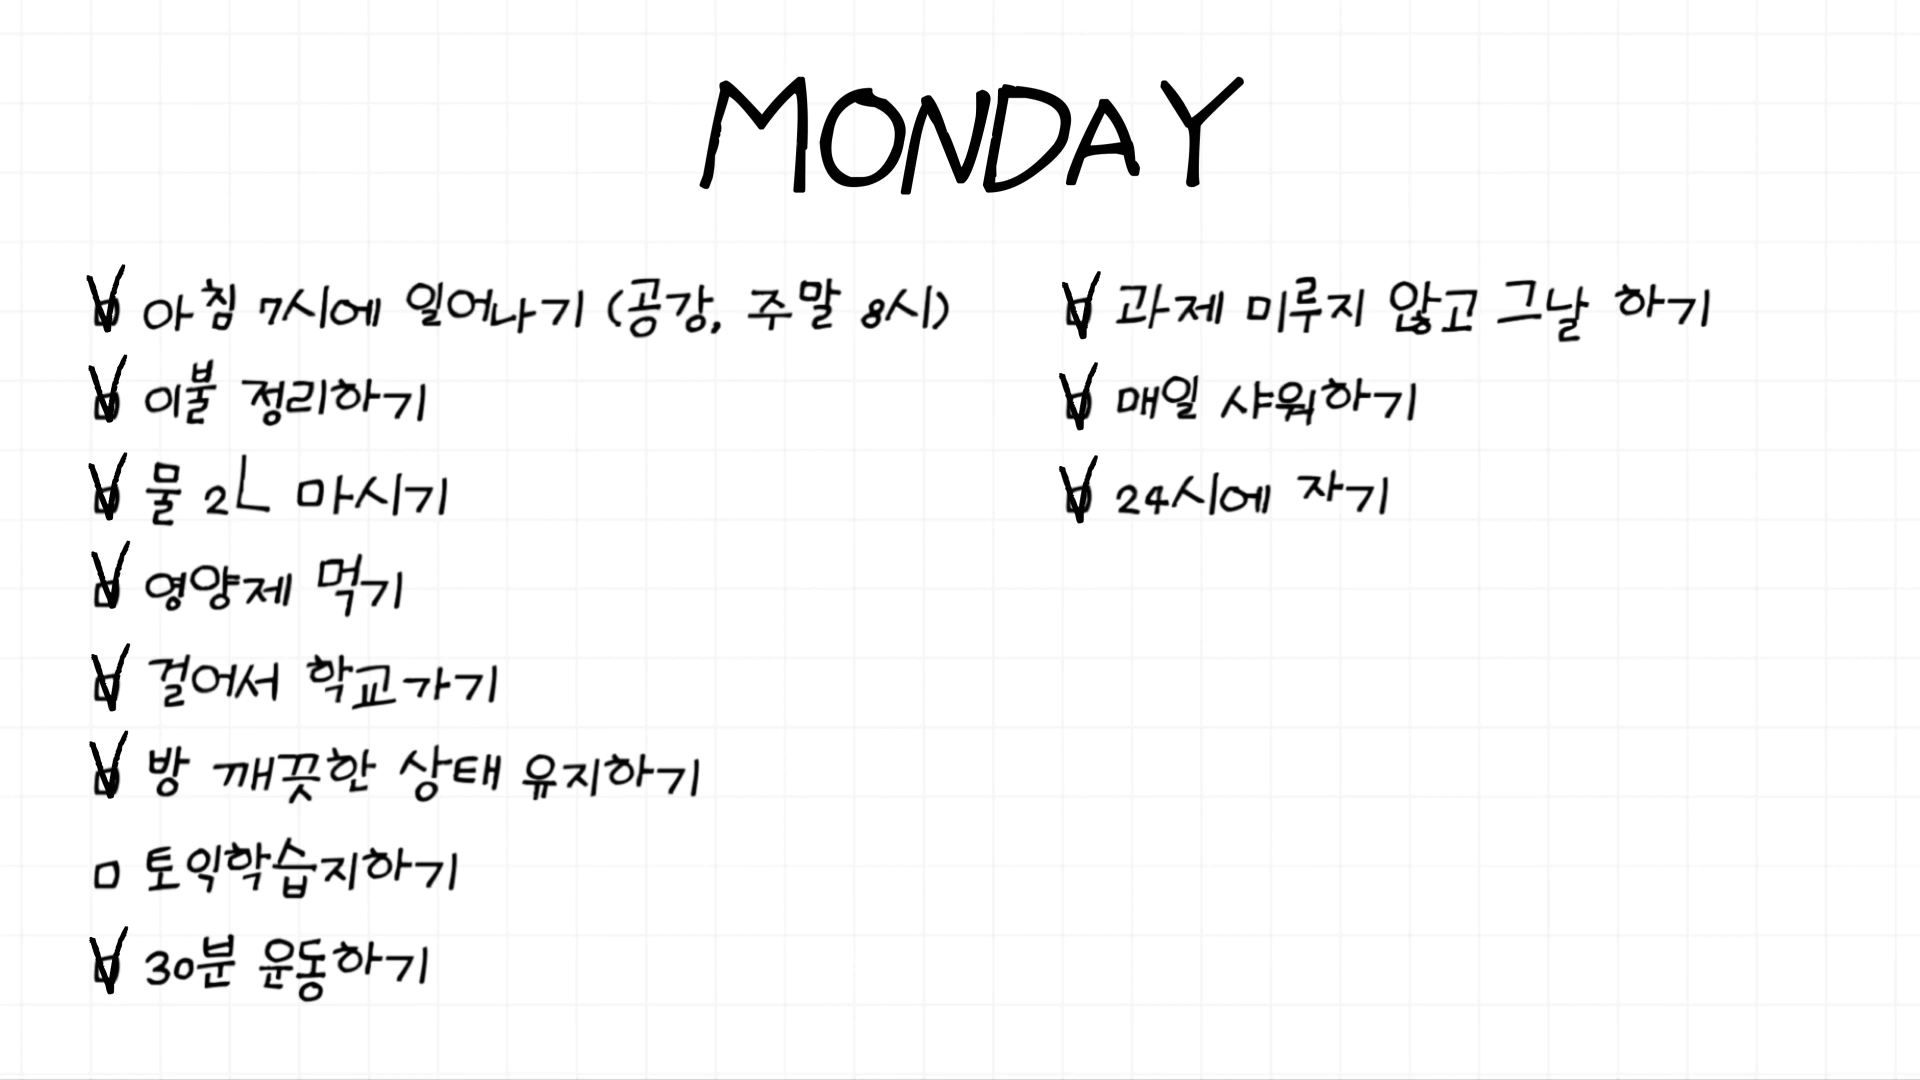 MONDAY
아침 7시에 일어나기 (공강, 주말 8시)
이불 정리하기
물 2L 마시기
영양제 먹기
걸어서 학교가기
방 깨끗한 상태 유지하기
토익학습지하기
30분 운동하기
과제 미루지 않고 그날 하기
매일 샤워하기
24시에 자기